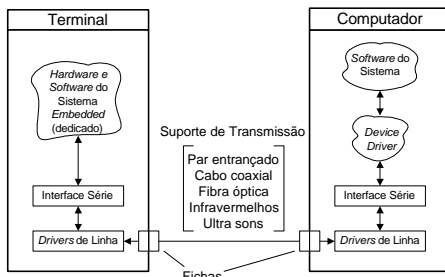 Terminal
Hardware e
Software do
Sistema
Embedded
(dedicado)
Interface Série
Drivers de Linha
Suporte de Transmissão
Par entrançado
Cabo coaxial
Fibra óptica
Infravermelhos
Ultra sons
Fichas
Computador
Software do
Sistema
Device
Driver
Interface Série
Drivers de Linha